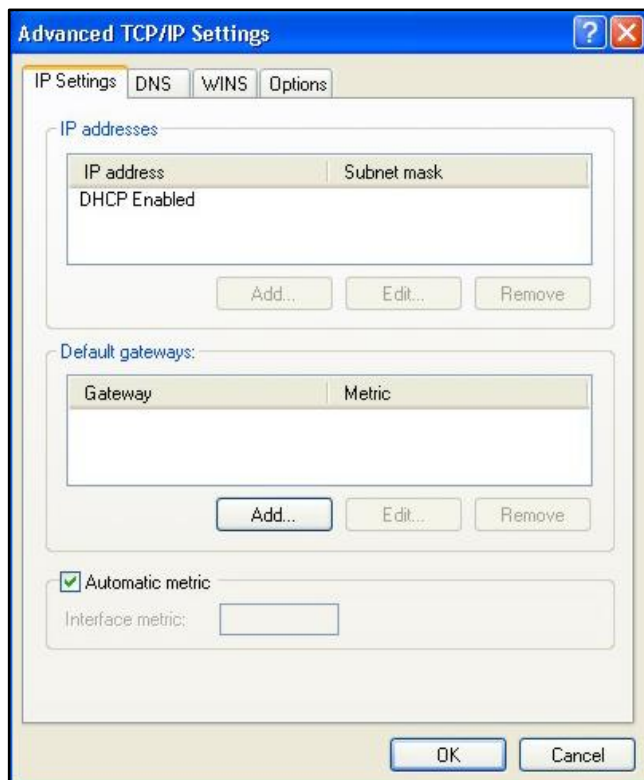 Advanced TCP/IP Settings
IP Settings DNS WINS Options
IP addresses
IP address Subnet mask
DHCP Enabled
Add... Edit... Remove
Default gateways:
Gateway Metric
Add... Edit... Remove
Automatic metric
Interface metric:
OK Cancel